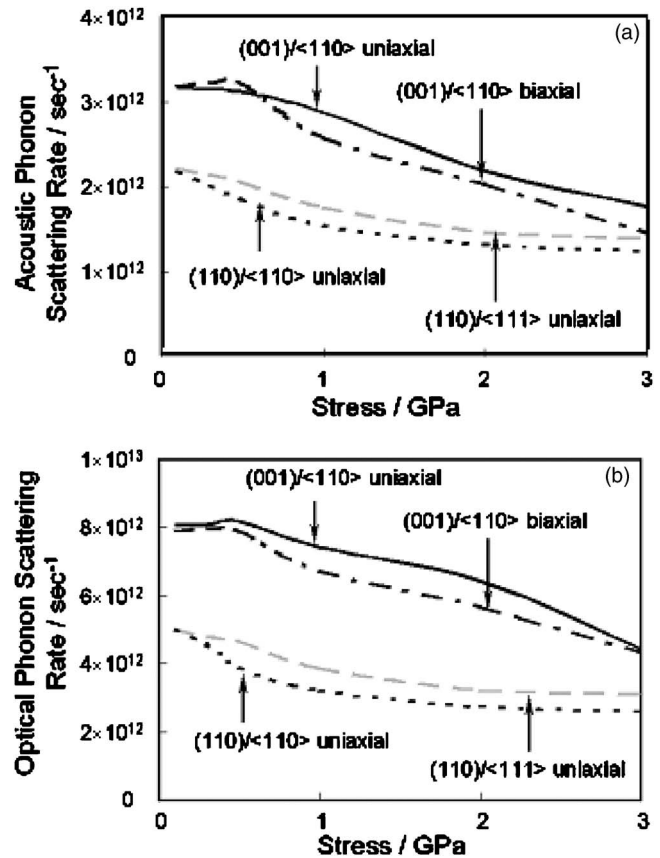 4× 10¹²
(a)
(001)/<110> uniaxial
(001)/<110> biaxial
3× 10¹²
Acoustic Phonon
Scattering Rate / sec⁻¹
2× 10¹²
1× 10¹²
(110)/<110> uniaxial
(110)/<111> uniaxial
0
0 1 2 3
Stress / GPa
1× 10¹³
(b)
(001)/<110> uniaxial
(001)/<110> biaxial
8× 10¹²
Optical Phonon Scattering
Rate / sec⁻¹
6× 10¹²
4× 10¹²
2× 10¹²
(110)/<110> uniaxial
(110)/<111> uniaxial
0
0 1 2 3
Stress / GPa